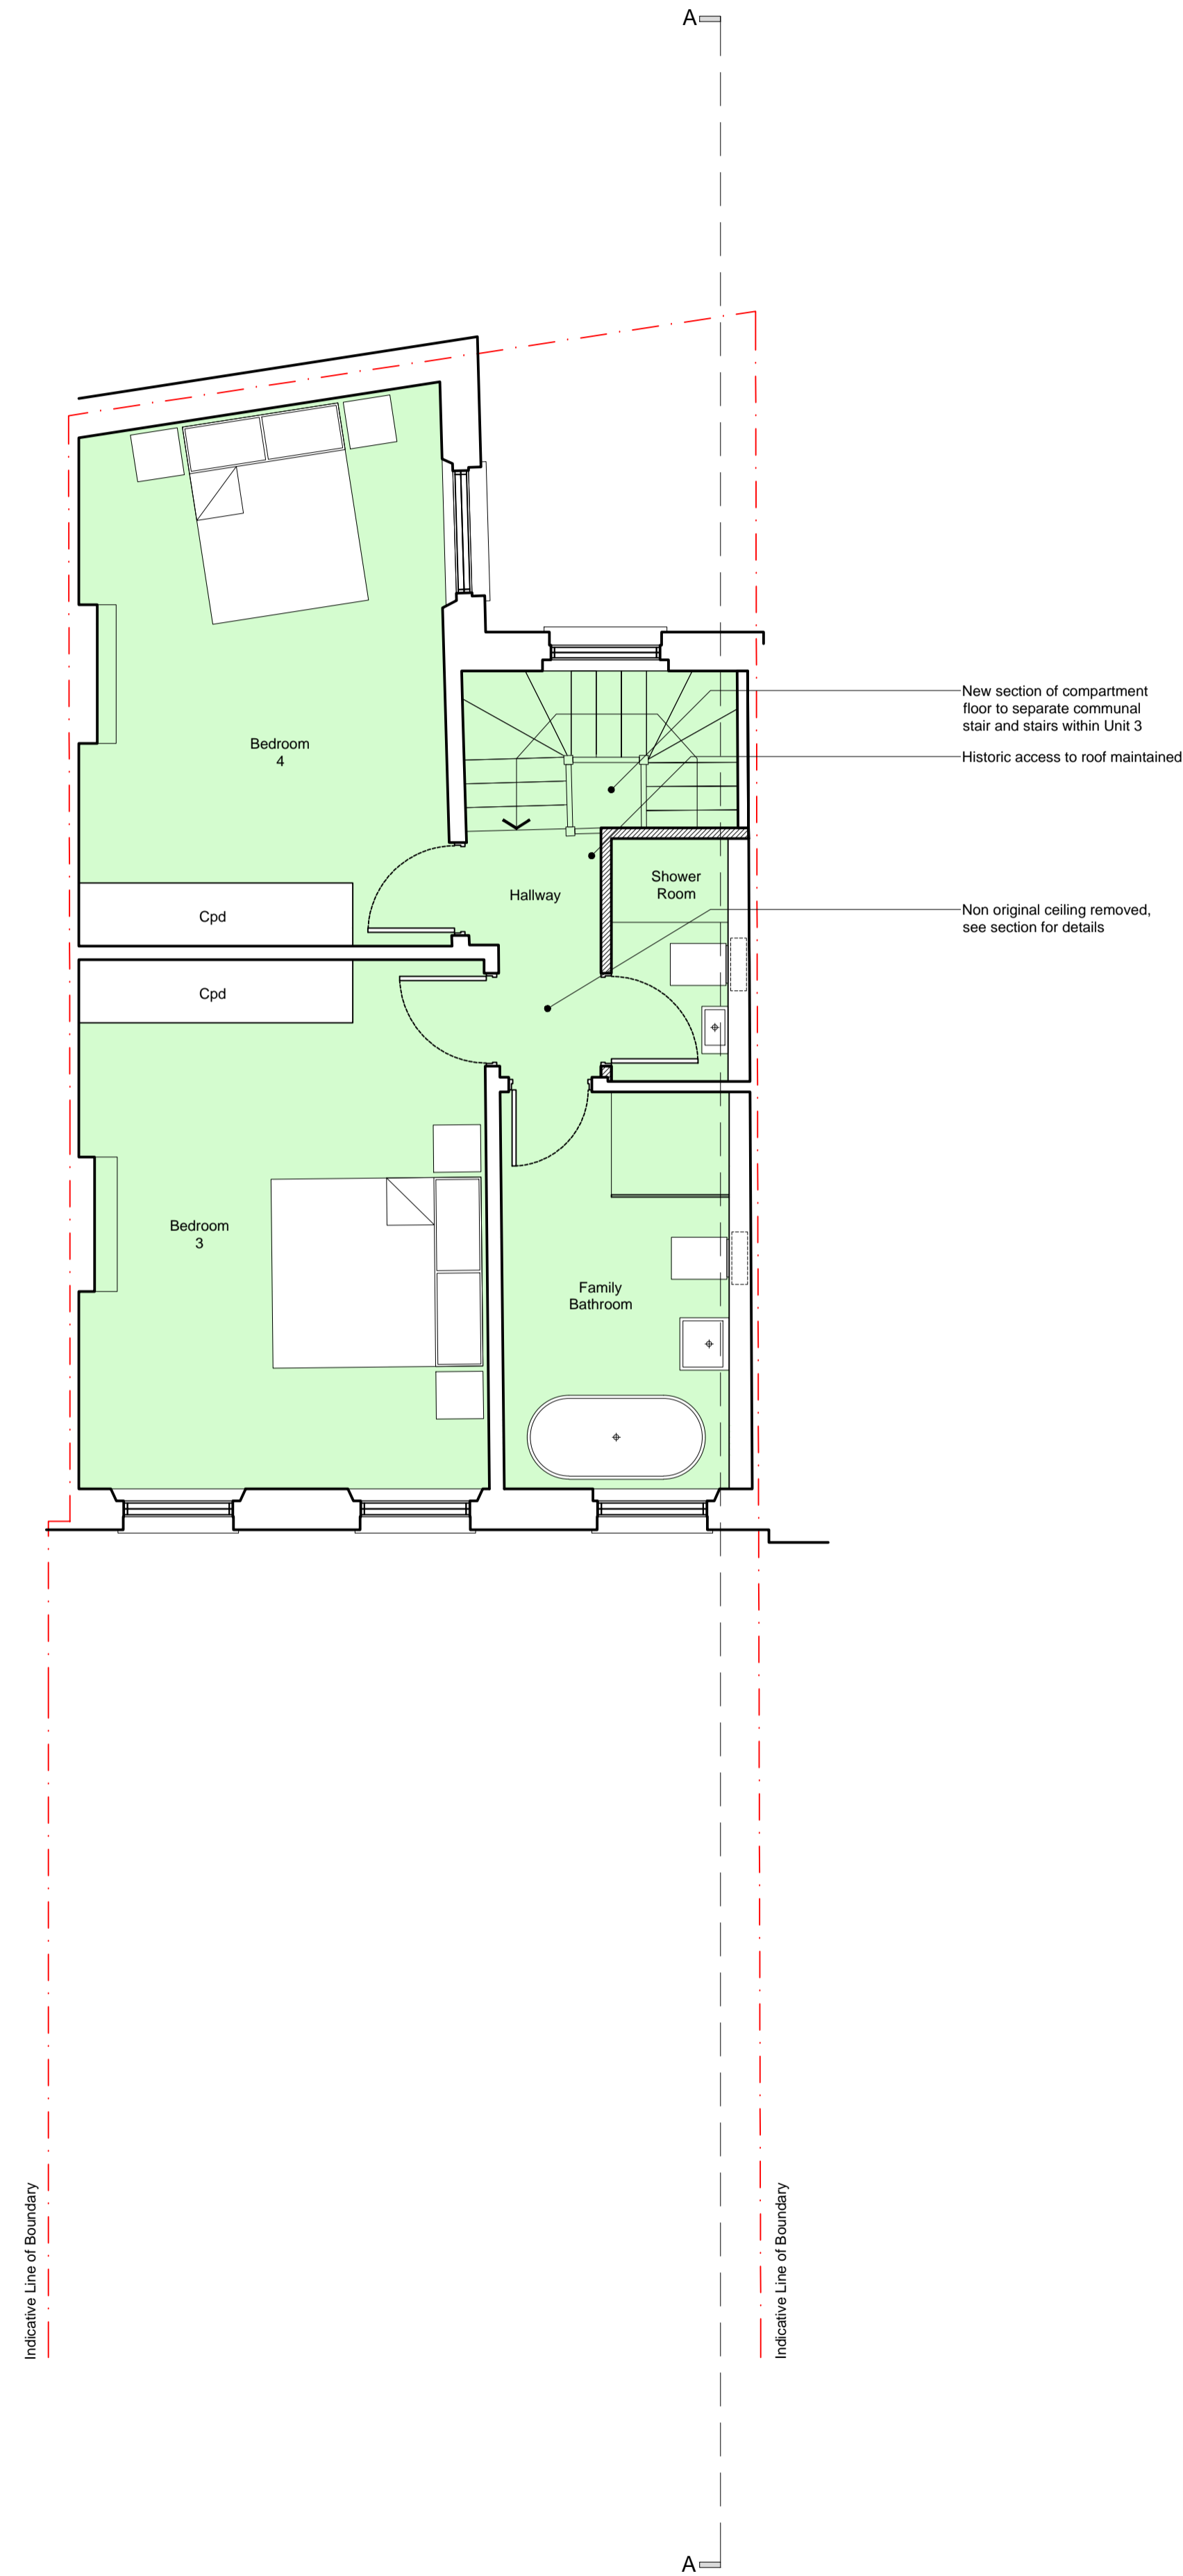 A
New section of compartment
floor to separate communal
stair and stairs within Unit 3
Bedroom
4
Historic access to roof maintained
Shower
Room
Hallway
Cpd
Non original ceiling removed,
see section for details
Cpd
Bedroom
3
Family
Bathroom
Indicative Line of Boundary
Indicative Line of Boundary
A